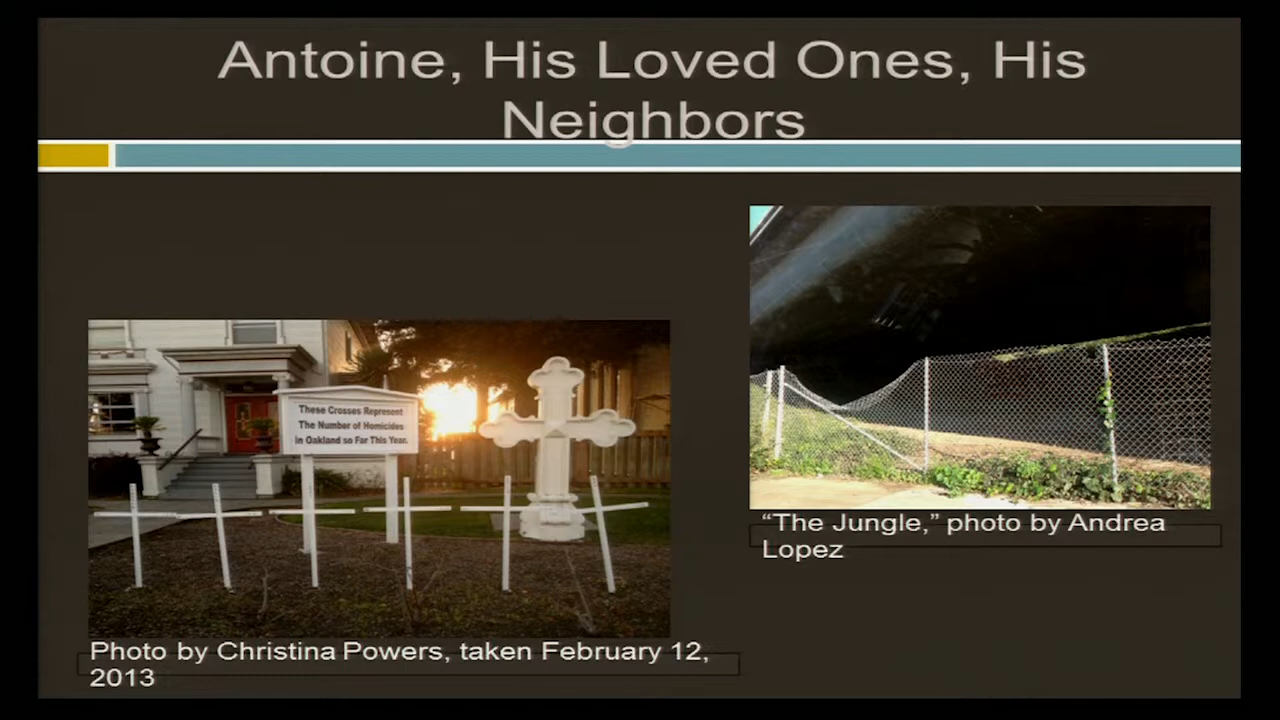 Antoine, His Loved Ones, His
Neighbors
These Crosses Represent
The Number of Homicides
in Oakland so Far This Year.
“The Jungle,” photo by Andrea
Lopez
Photo by Christina Powers, taken February 12,
2013